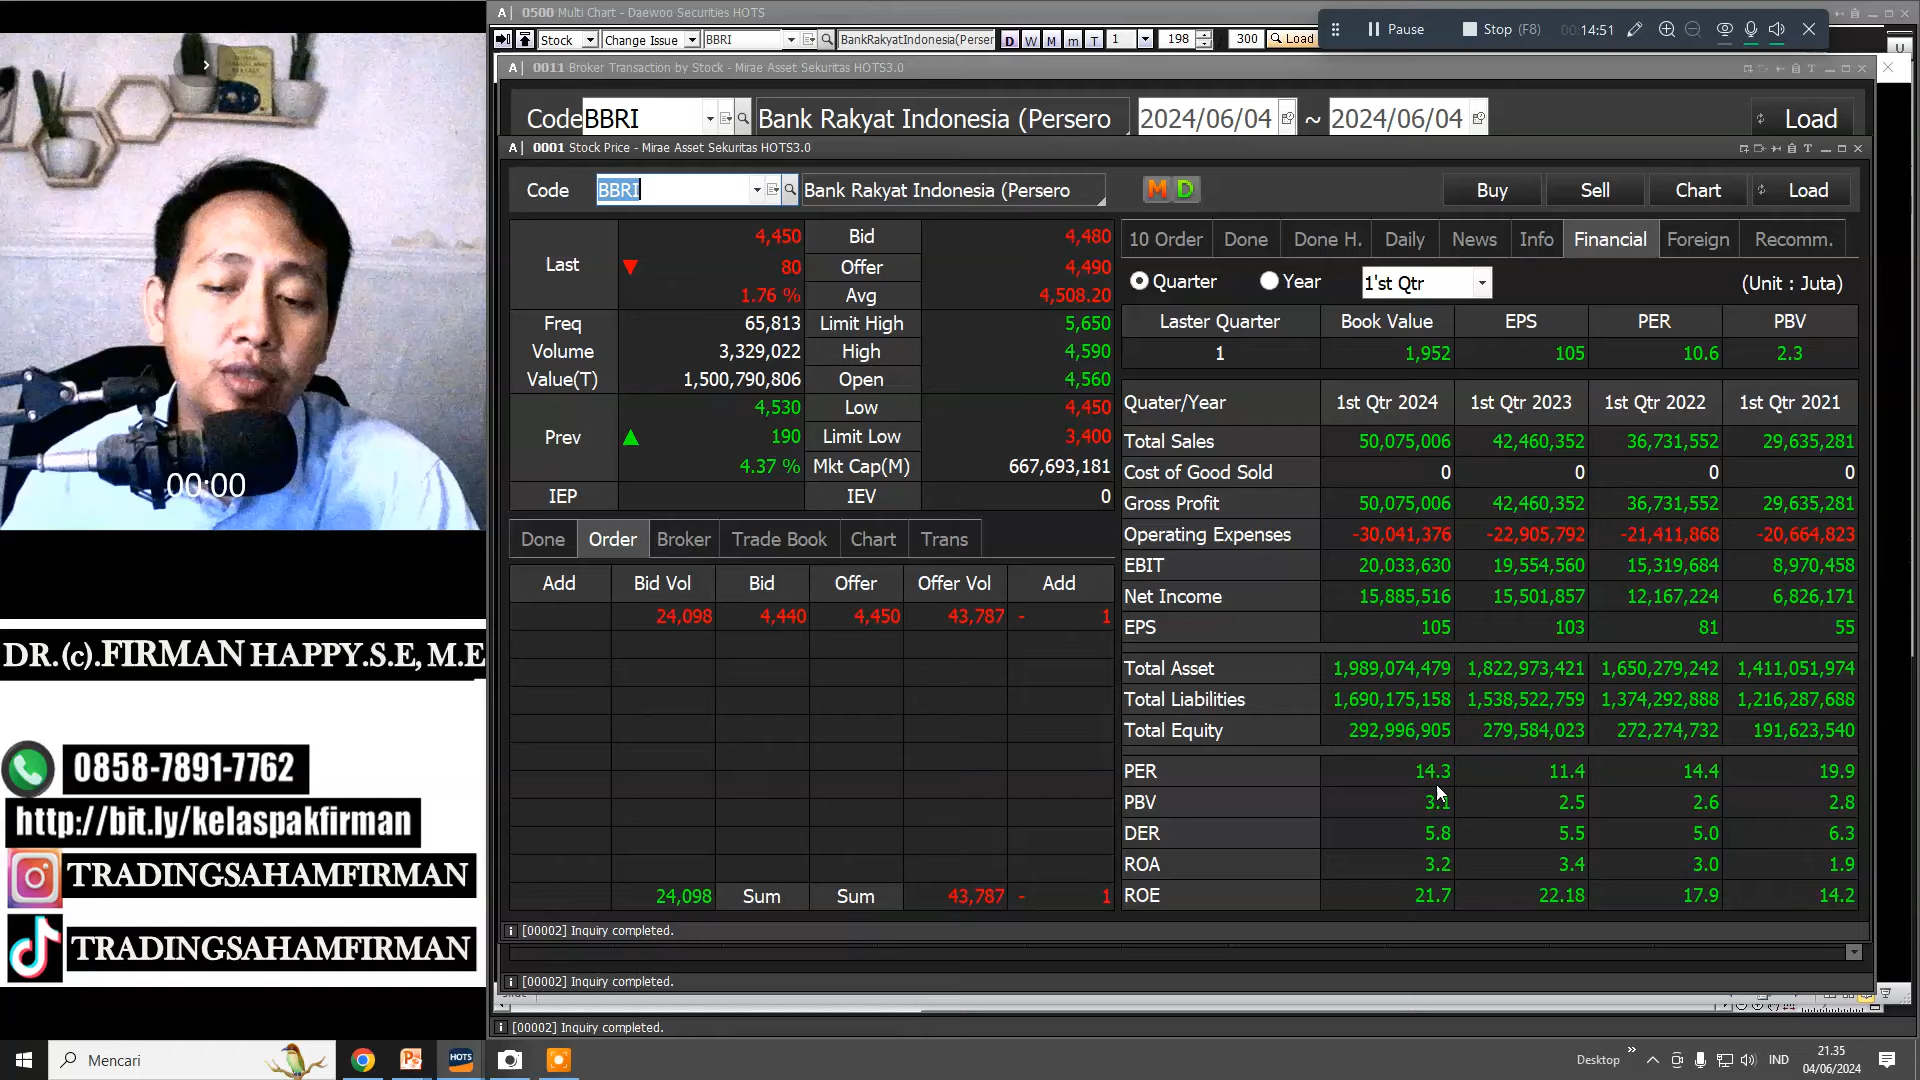 0500 Multi Chart - Daewoo Securities HOTS
Pause
Stop (F8)
00:14:51
Stock
Change Issue
BBRI
BankRakyatIndonesia(Perser
D W M m T 1
198
300
Load
0011 Broker Transaction by Stock - Mirae Asset Sekuritas HOTS3.0
Code BBRI Bank Rakyat Indonesia (Persero 2024/06/04 ~ 2024/06/04 Load
0001 Stock Price - Mirae Asset Sekuritas HOTS3.0
Code BBRI Bank Rakyat Indonesia (Persero M D Buy Sell Chart Load
Last 4,450 Bid 4,480
80 Offer 4,490
1.76 % Avg 4,508.20
Freq 65,813 Limit High 5,650
Volume 3,329,022 High 4,590
Value(T) 1,500,790,806 Open 4,560
Prev 4,530 Low 4,450
190 Limit Low 3,400
4.37 % Mkt Cap(M) 667,693,181
IEP IEV 0
Done Order Broker Trade Book Chart Trans
Add Bid Vol Bid Offer Offer Vol Add
24,098 4,440 4,450 43,787 - 1
24,098 Sum Sum 43,787 - 1
10 Order Done Done H. Daily News Info Financial Foreign Recomm.
Quarter Year 1'st Qtr (Unit : Juta)
Laster Quarter Book Value EPS PER PBV
1 1,952 105 10.6 2.3
Quater/Year 1st Qtr 2024 1st Qtr 2023 1st Qtr 2022 1st Qtr 2021
Total Sales 50,075,006 42,460,352 36,731,552 29,635,281
Cost of Good Sold 0 0 0 0
Gross Profit 50,075,006 42,460,352 36,731,552 29,635,281
Operating Expenses -30,041,376 -22,905,792 -21,411,868 -20,664,823
EBIT 20,033,630 19,554,560 15,319,684 8,970,458
Net Income 15,885,516 15,501,857 12,167,224 6,826,171
EPS 105 103 81 55
Total Asset 1,989,074,479 1,822,973,421 1,650,279,242 1,411,051,974
Total Liabilities 1,690,175,158 1,538,522,759 1,374,292,888 1,216,287,688
Total Equity 292,996,905 279,584,023 272,274,732 191,623,540
PER 14.3 11.4 14.4 19.9
PBV 3.1 2.5 2.6 2.8
DER 5.8 5.5 5.0 6.3
ROA 3.2 3.4 3.0 1.9
ROE 21.7 22.18 17.9 14.2
[00002] Inquiry completed.
[00002] Inquiry completed.
[00002] Inquiry completed.
00:00
DR.(c).FIRMAN HAPPY.S.E, M.E
0858-7891-7762
http://bit.ly/kelaspakfirman
TRADINGSAHAMFIRMAN
TRADINGSAHAMFIRMAN
Mencari
HOTS
Desktop
IND
21.35
04/06/2024